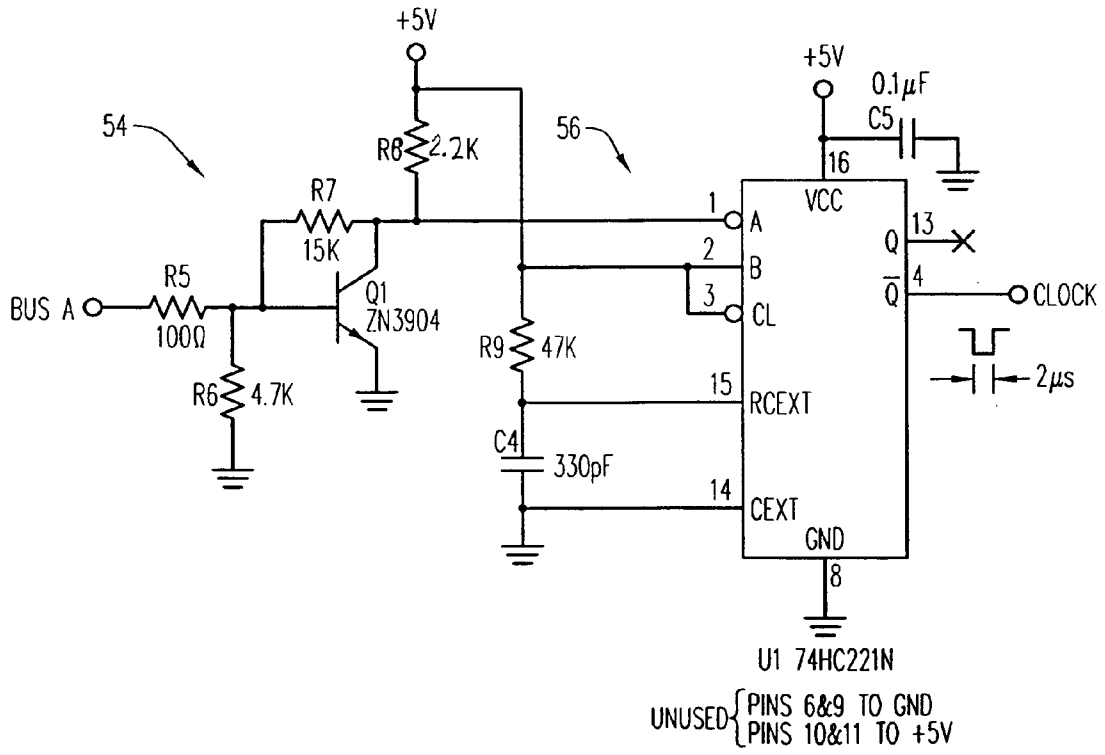 +5V
+5V
0.1µF
C5
54
56
R8
2.2K
16
VCC
R7
15K
1
A
13
Q
2
B
4
Q̅
R5
BUS A
100Ω
Q1
ZN3904
3
CL
CLOCK
R9
47K
2µs
R6
4.7K
15
RCEXT
C4
330pF
14
CEXT
GND
8
U1 74HC221N
UNUSED
PINS 6&9 TO GND
PINS 10&11 TO +5V